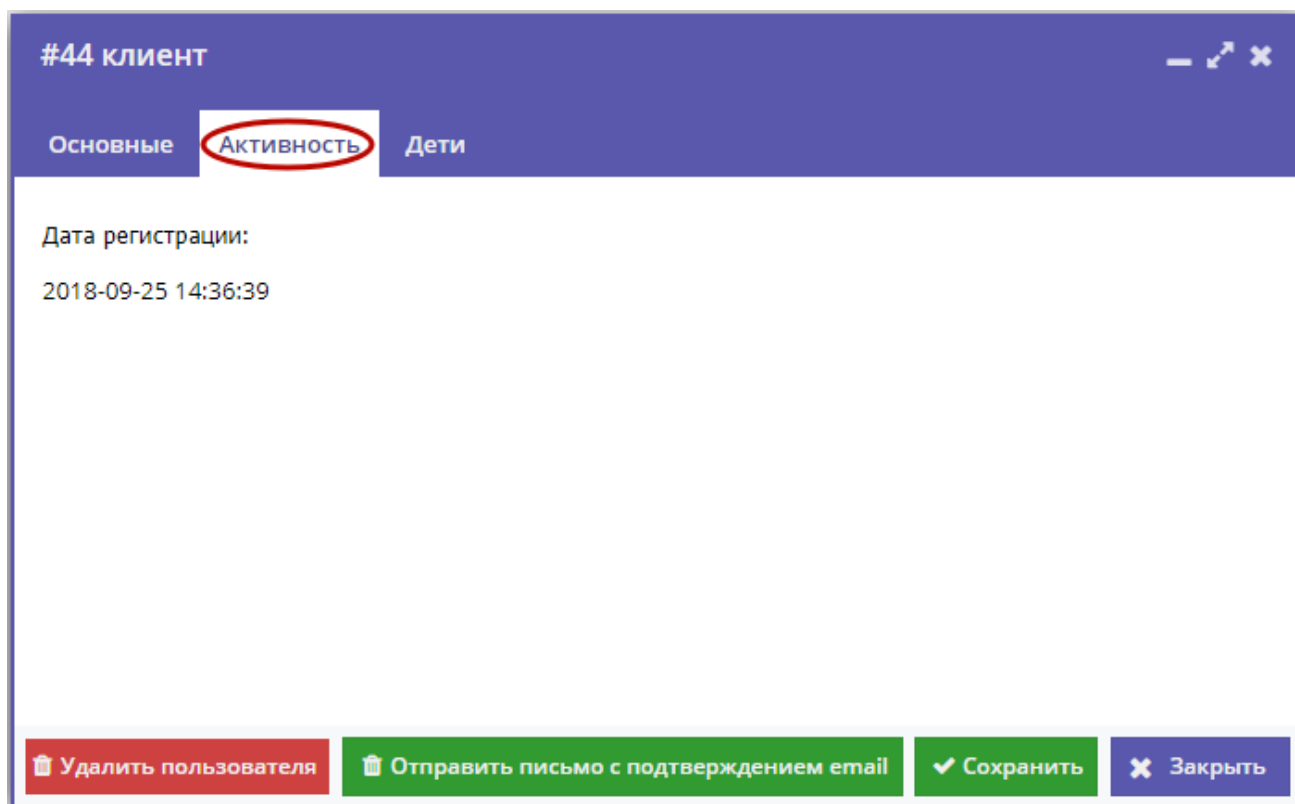 #44 клиент
Основные Активность Дети
Дата регистрации:
2018-09-25 14:36:39
Удалить пользователя Отправить письмо с подтверждением email Сохранить Закрыть